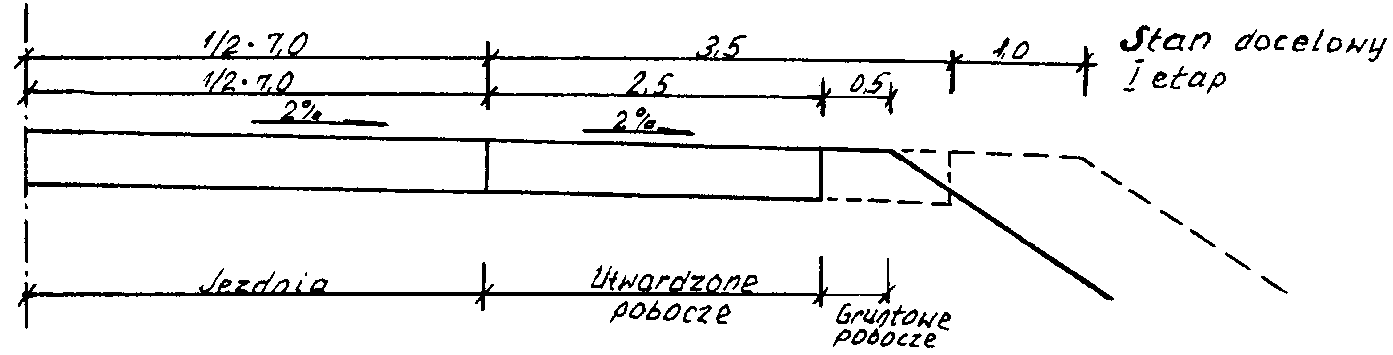 1/2·7,0
3,5
1,0
Stan docelowy
1/2·7,0
2,5
0,5
I etap
2%
2%
Jezdnia
Utwardzone
pobocze
Gruntowe
pobocze